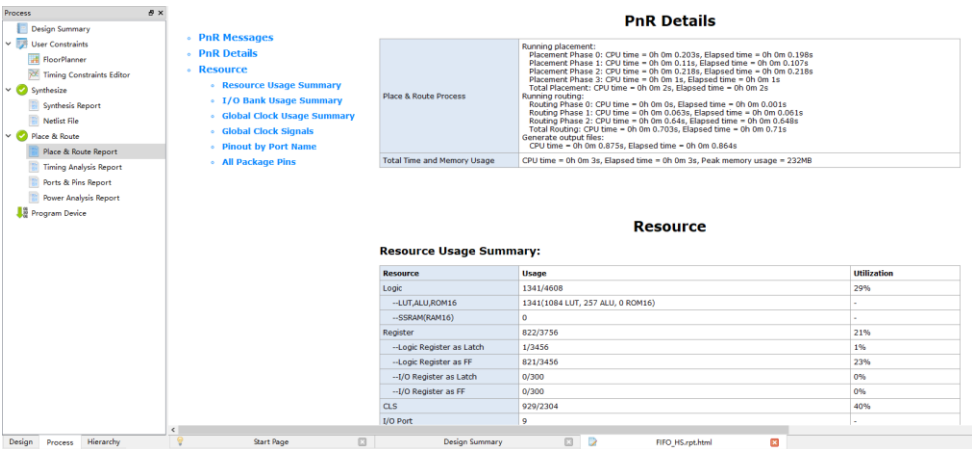 Process
Design Summary
User Constraints
FloorPlanner
Timing Constraints Editor
Synthesize
Synthesis Report
Netlist File
Place & Route
Place & Route Report
Timing Analysis Report
Ports & Pins Report
Power Analysis Report
Program Device
PnR Messages
PnR Details
Resource
Resource Usage Summary
I/O Bank Usage Summary
Global Clock Usage Summary
Global Clock Signals
Pinout by Port Name
All Package Pins
PnR Details
Place & Route Process
Running placement:
Placement Phase 0: CPU time = 0h 0m 0.203s, Elapsed time = 0h 0m 0.198s
Placement Phase 1: CPU time = 0h 0m 0.11s, Elapsed time = 0h 0m 0.107s
Placement Phase 2: CPU time = 0h 0m 0.218s, Elapsed time = 0h 0m 0.218s
Placement Phase 3: CPU time = 0h 0m 1s, Elapsed time = 0h 0m 1s
Total Placement: CPU time = 0h 0m 2s, Elapsed time = 0h 0m 2s
Running routing:
Routing Phase 0: CPU time = 0h 0m 0s, Elapsed time = 0h 0m 0.001s
Routing Phase 1: CPU time = 0h 0m 0.063s, Elapsed time = 0h 0m 0.061s
Routing Phase 2: CPU time = 0h 0m 0.64s, Elapsed time = 0h 0m 0.648s
Total Routing: CPU time = 0h 0m 0.703s, Elapsed time = 0h 0m 0.71s
Generate output files:
CPU time = 0h 0m 0.875s, Elapsed time = 0h 0m 0.864s
Total Time and Memory Usage CPU time = 0h 0m 3s, Elapsed time = 0h 0m 3s, Peak memory usage = 232MB
Resource
Resource Usage Summary:
Resource Usage Utilization
Logic 1341/4608 29%
--LUT,ALU,ROM16 1341(1084 LUT, 257 ALU, 0 ROM16) -
--SSRAM(RAM16) 0 -
Register 822/3756 21%
--Logic Register as Latch 1/3456 1%
--Logic Register as FF 821/3456 23%
--I/O Register as Latch 0/300 0%
--I/O Register as FF 0/300 0%
CLS 929/2304 40%
I/O Port 9 -
Design Process Hierarchy Start Page Design Summary FIFO_HS.rpt.html